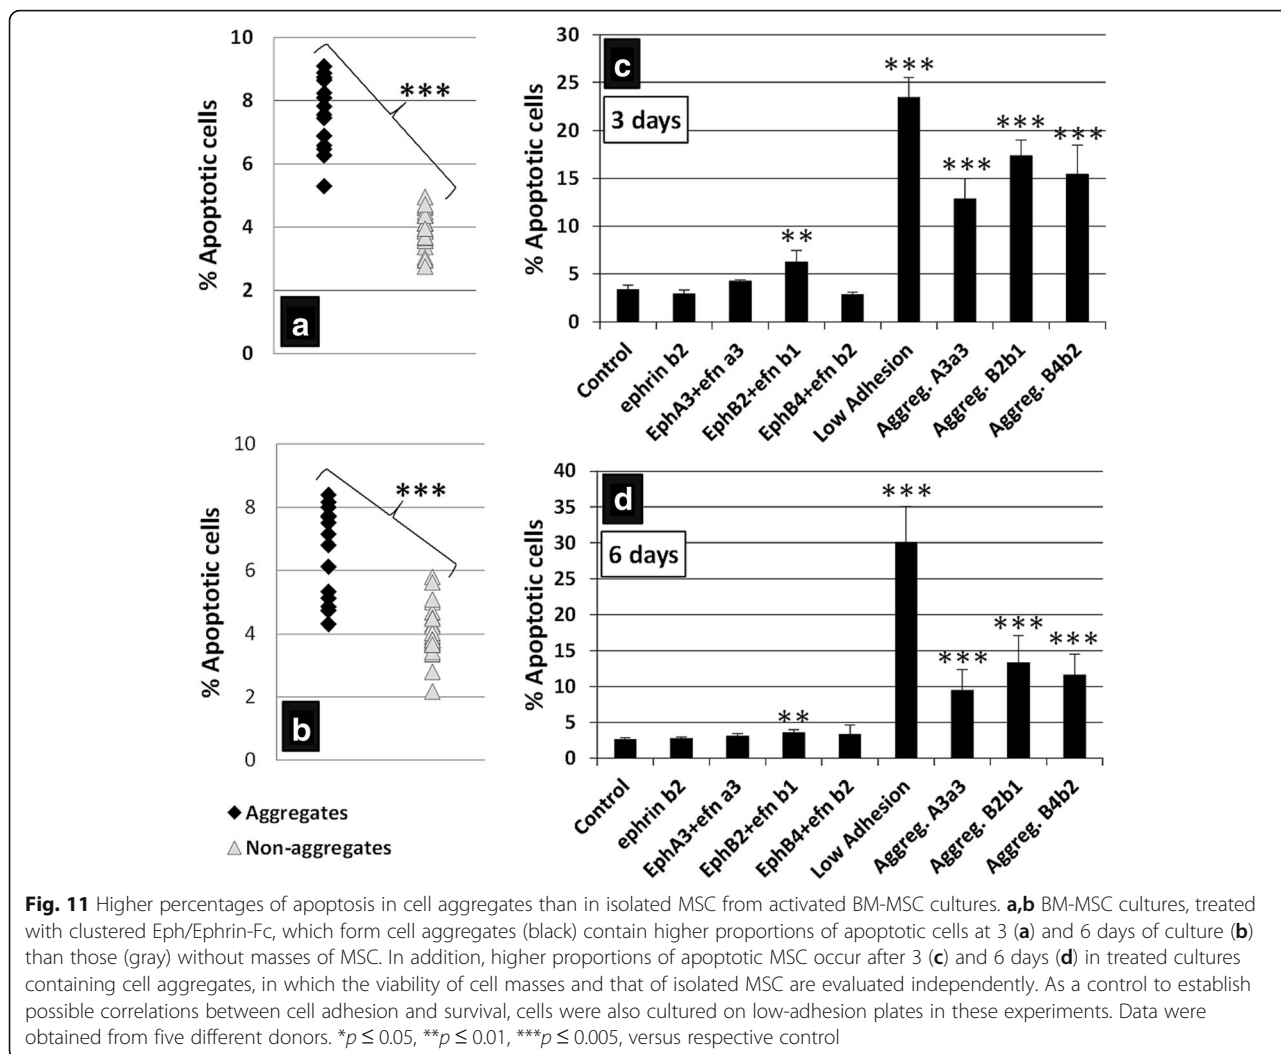 % Apoptotic cells
10
8
6
4
2
0
***
a
% Apoptotic cells
30
25
20
15
10
5
0
c
3 days
**
***
***
***
***
Control
ephrin b2
EphA3+efn a3
EphB2+efn b1
EphB4+efn b2
Low Adhesion
Aggreg. A3a3
Aggreg. B2b1
Aggreg. B4b2
% Apoptotic cells
10
8
6
4
2
0
***
b
Aggregates
Non-aggregates
% Apoptotic cells
40
35
30
25
20
15
10
5
0
d
6 days
**
***
***
***
***
Control
ephrin b2
EphA3+efn a3
EphB2+efn b1
EphB4+efn b2
Low Adhesion
Aggreg. A3a3
Aggreg. B2b1
Aggreg. B4b2
Fig. 11 Higher percentages of apoptosis in cell aggregates than in isolated MSC from activated BM-MSC cultures. a,b BM-MSC cultures, treated
with clustered Eph/Ephrin-Fc, which form cell aggregates (black) contain higher proportions of apoptotic cells at 3 (a) and 6 days of culture (b)
than those (gray) without masses of MSC. In addition, higher proportions of apoptotic MSC occur after 3 (c) and 6 days (d) in treated cultures
containing cell aggregates, in which the viability of cell masses and that of isolated MSC are evaluated independently. As a control to establish
possible correlations between cell adhesion and survival, cells were also cultured on low-adhesion plates in these experiments. Data were
obtained from five different donors. *p ≤ 0.05, **p ≤ 0.01, ***p ≤ 0.005, versus respective control